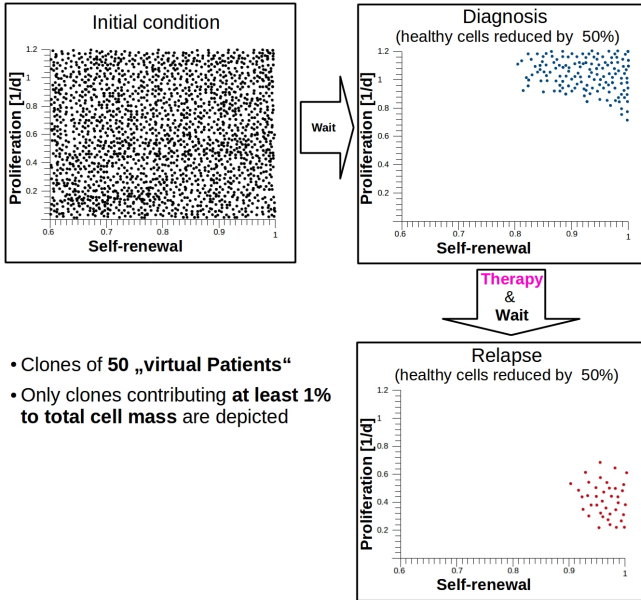 Initial condition
Proliferation [1/d]
1.2
1
0.8
0.6
0.4
0.2
0.6
0.7
0.8
0.9
1
Self-renewal
Wait
Diagnosis
(healthy cells reduced by 50%)
Proliferation [1/d]
1.2
1
0.8
0.6
0.4
0.2
0.6
0.7
0.8
0.9
1
Self-renewal
Therapy
&
Wait
• Clones of 50 „virtual Patients“
• Only clones contributing at least 1%
to total cell mass are depicted
Relapse
(healthy cells reduced by 50%)
Proliferation [1/d]
1.2
1
0.8
0.6
0.4
0.2
0.6
0.7
0.8
0.9
1
Self-renewal